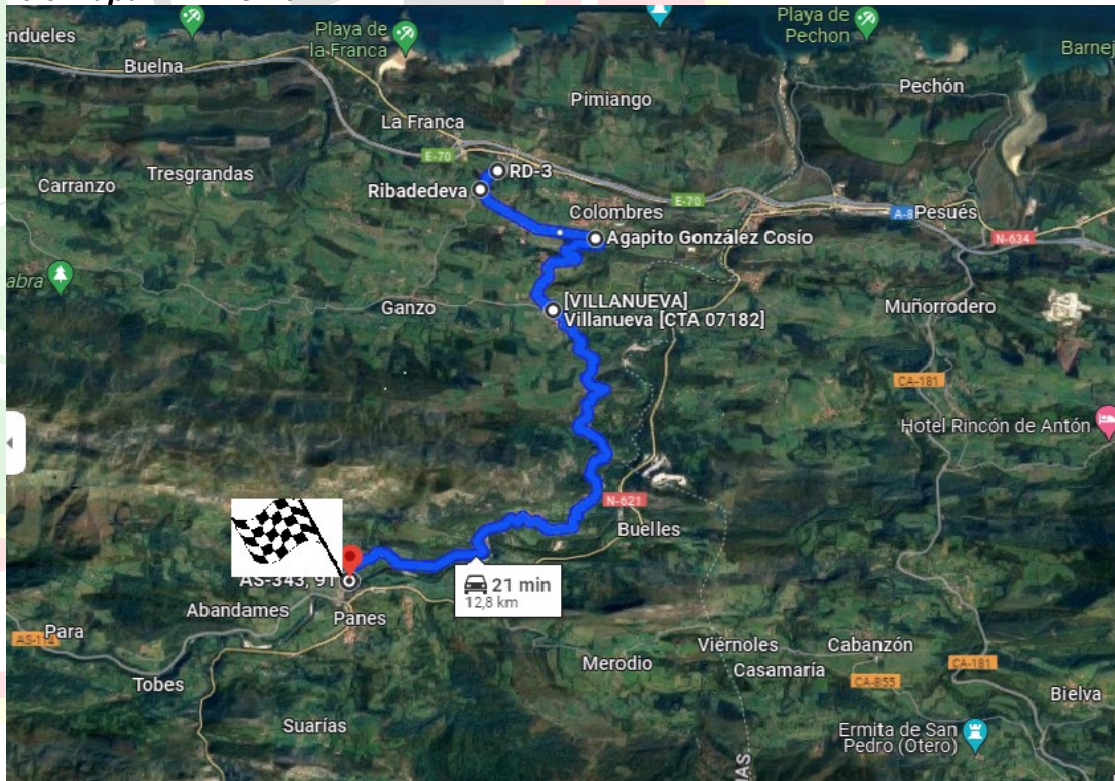 Playa de
Pechon
endueles
Playa de
la Franca
Barnej
Buelna
Pechón
Pimiango
La Franca
E-70
Tresgrandas
RD-3
Carranzo
Ribadedeva
E-70
Colombres
A-8
Pesués
Agapito González Cosío
N-634
abra
[VILLANUEVA]
Ganzo
Villanueva [CTA 07182]
Muñorrodero
CA-181
Hotel Rincón de Antón
N-621
Buelles
AS-343, 91
21 min
12,8 km
Abandames
Panes
Para
Viérnoles
Cabanzón
Merodio
Casamaría
CA-181
Tobes
CA-855
Bielva
Suarías
Ermita de San
Pedro (Otero)